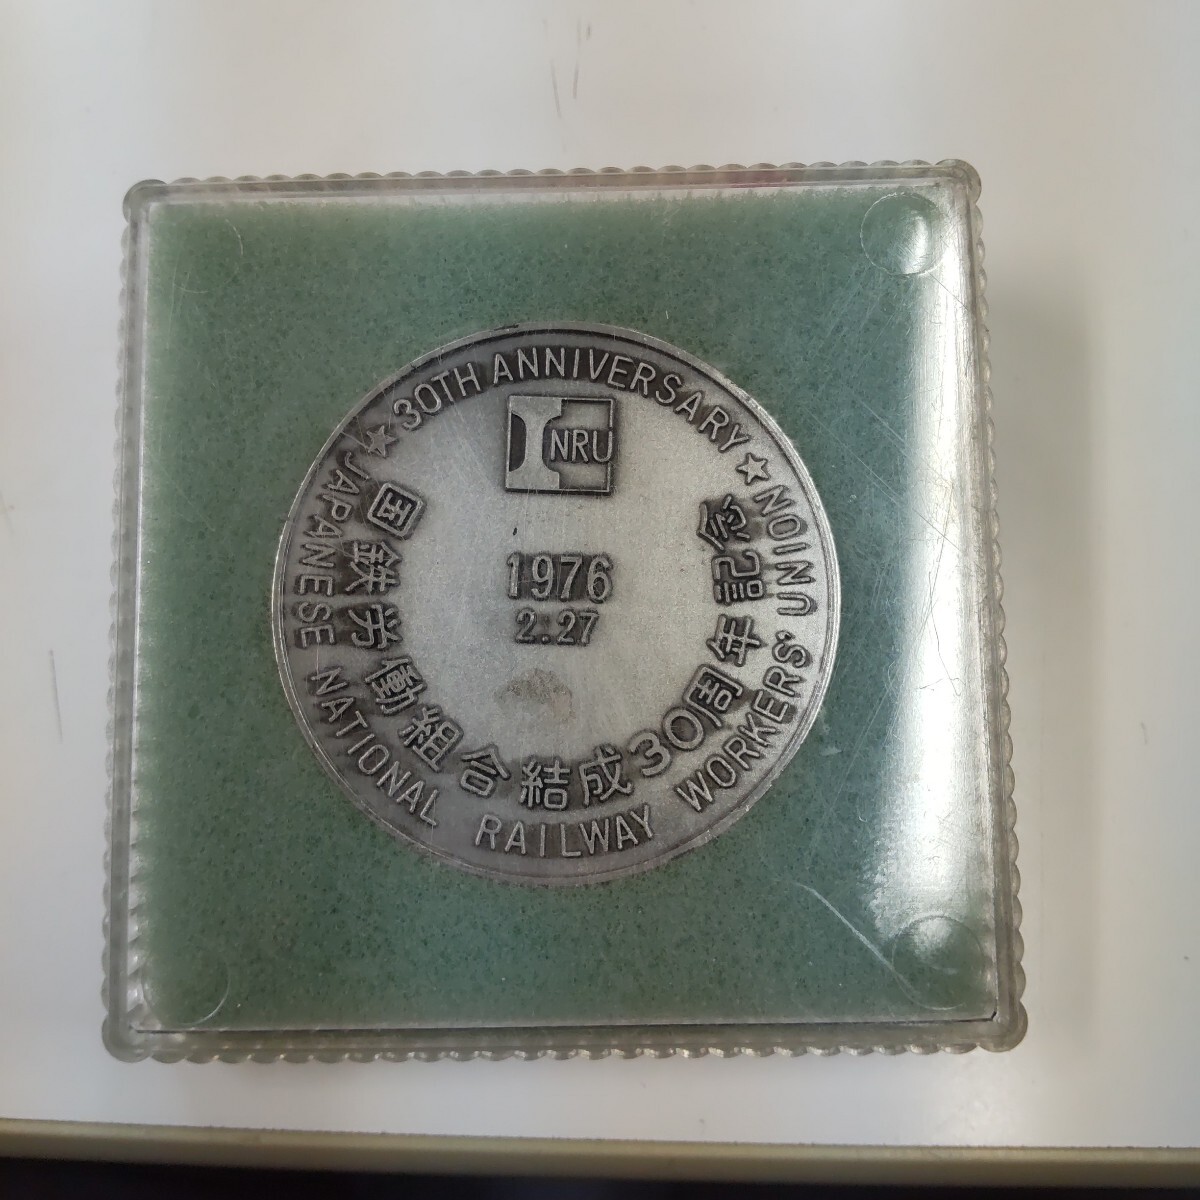 ★ 30TH ANNIVERSARY ★
NRU
1976
2.27
国鉄労働組合結成30周年記念
JAPANESE NATIONAL RAILWAY WORKERS' UNION